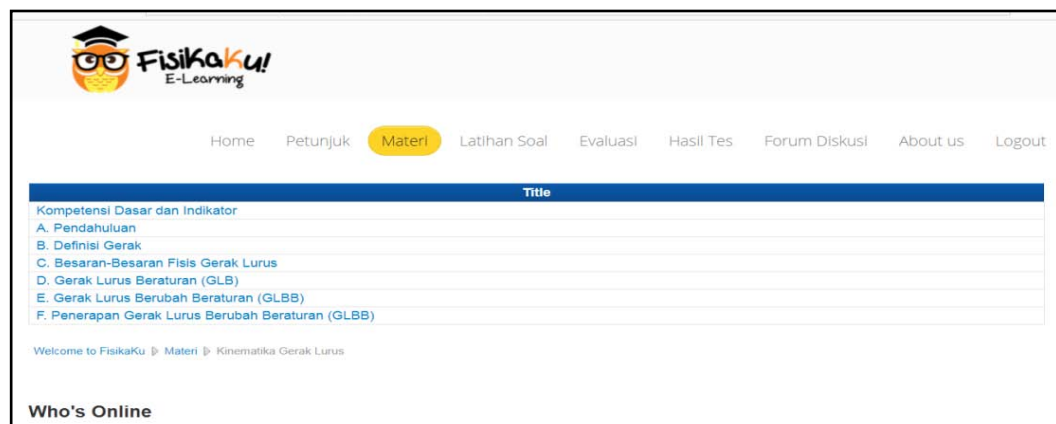 FisiKaKu!
E-Learning
Home Petunjuk Materi Latihan Soal Evaluasi Hasil Tes Forum Diskusi About us Logout
Title
Kompetensi Dasar dan Indikator
A. Pendahuluan
B. Definisi Gerak
C. Besaran-Besaran Fisis Gerak Lurus
D. Gerak Lurus Beraturan (GLB)
E. Gerak Lurus Berubah Beraturan (GLBB)
F. Penerapan Gerak Lurus Berubah Beraturan (GLBB)
Welcome to FisikaKu Materi Kinematika Gerak Lurus
Who's Online